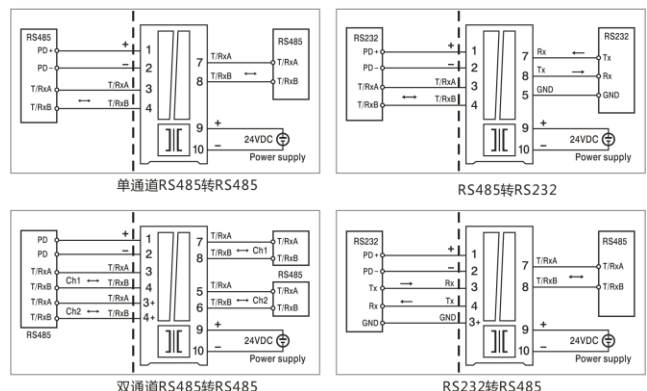 RS485
PD+
PD-
T/RxA
T/RxB
+
-
T/RxA
↔ T/RxB
1
2
3
4
7
8
9
10
T/RxA
T/RxB ↔
RS485
T/RxA
T/RxB
+
-
24VDC
Power supply
单通道RS485转RS485
RS232
PD+
PD-
T/RxA
T/RxB
+
-
T/RxA
↔ T/RxB
1
2
3
4
7
8
5
9
10
Rx ←
Tx →
GND
RS232
Tx
Rx
GND
+
-
24VDC
Power supply
RS485转RS232
PD
PD
T/RxA
T/RxB
T/RxA
T/RxB
RS485
+
-
T/RxA
Ch1 ↔ T/RxB
T/RxA
Ch2 ↔ T/RxB
1
2
3
4
3+
4+
7
8
5
6
9
10
T/RxA
T/RxB ↔ Ch1
T/RxA
T/RxB ↔ Ch2
T/RxA
T/RxB
RS485
T/RxA
T/RxB
+
-
24VDC
Power supply
双通道RS485转RS485
RS232
PD+
PD-
Tx
Rx
GND
+
-
→ Rx
← Tx
GND
1
2
3
4
3+
7
8
9
10
T/RxA
T/RxB ↔
RS485
T/RxA
T/RxB
+
-
24VDC
Power supply
RS232转RS485